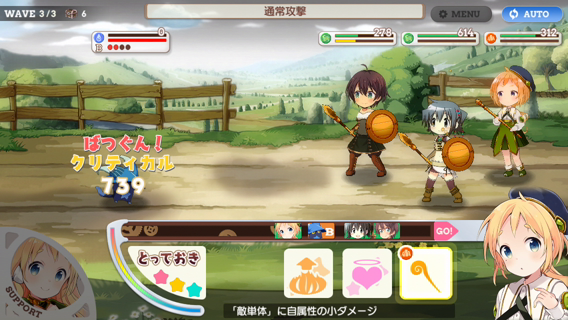 WAVE 3/3 6
通常攻撃
MENU
AUTO
0
13
278
614
312
ばつぐん!
クリティカル
739
B
GO!
とっておき
SUPPORT
「敵単体」に自属性の小ダメージ